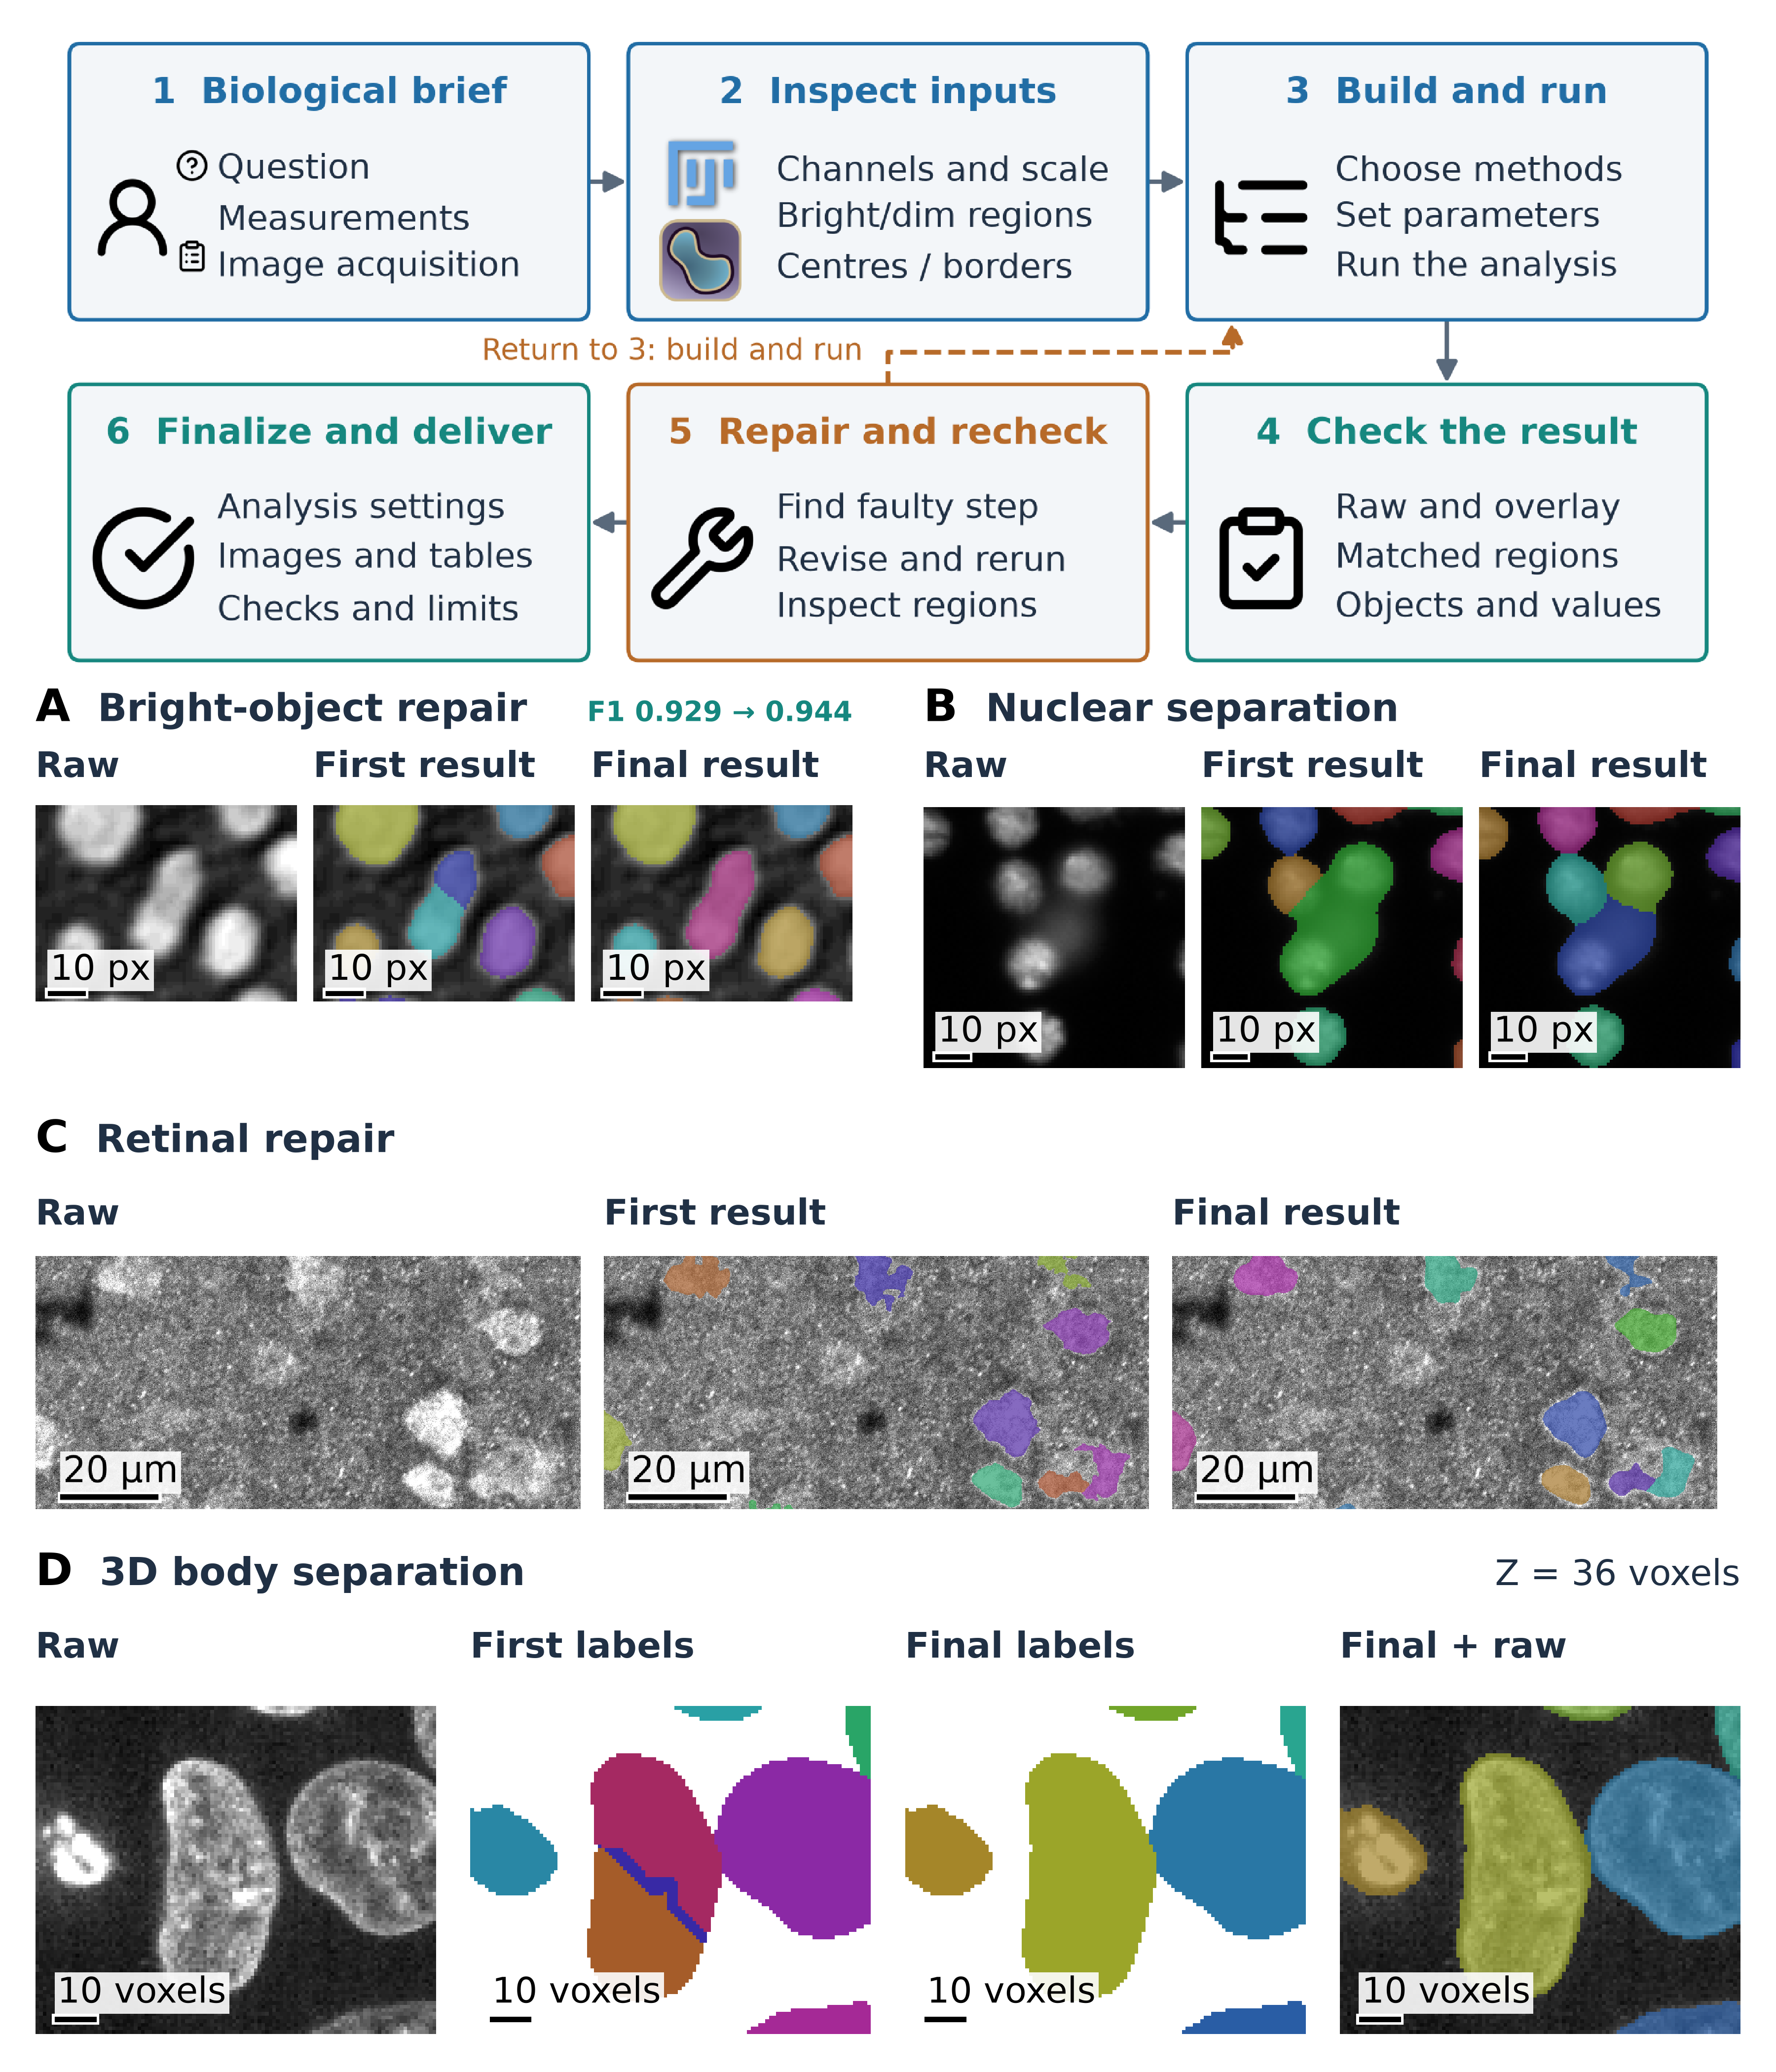 1 Biological brief
Question
Measurements
Image acquisition
2 Inspect inputs
Channels and scale
Bright/dim regions
Centres / borders
3 Build and run
Choose methods
Set parameters
Run the analysis
Return to 3: build and run
6 Finalize and deliver
Analysis settings
Images and tables
Checks and limits
5 Repair and recheck
Find faulty step
Revise and rerun
Inspect regions
4 Check the result
Raw and overlay
Matched regions
Objects and values
A Bright-object repair F1 0.929 → 0.944
Raw First result Final result
10 px 10 px 10 px
B Nuclear separation
Raw First result Final result
10 px 10 px 10 px
C Retinal repair
Raw First result Final result
20 µm 20 µm 20 µm
D 3D body separation Z = 36 voxels
Raw First labels Final labels Final + raw
10 voxels 10 voxels 10 voxels 10 voxels